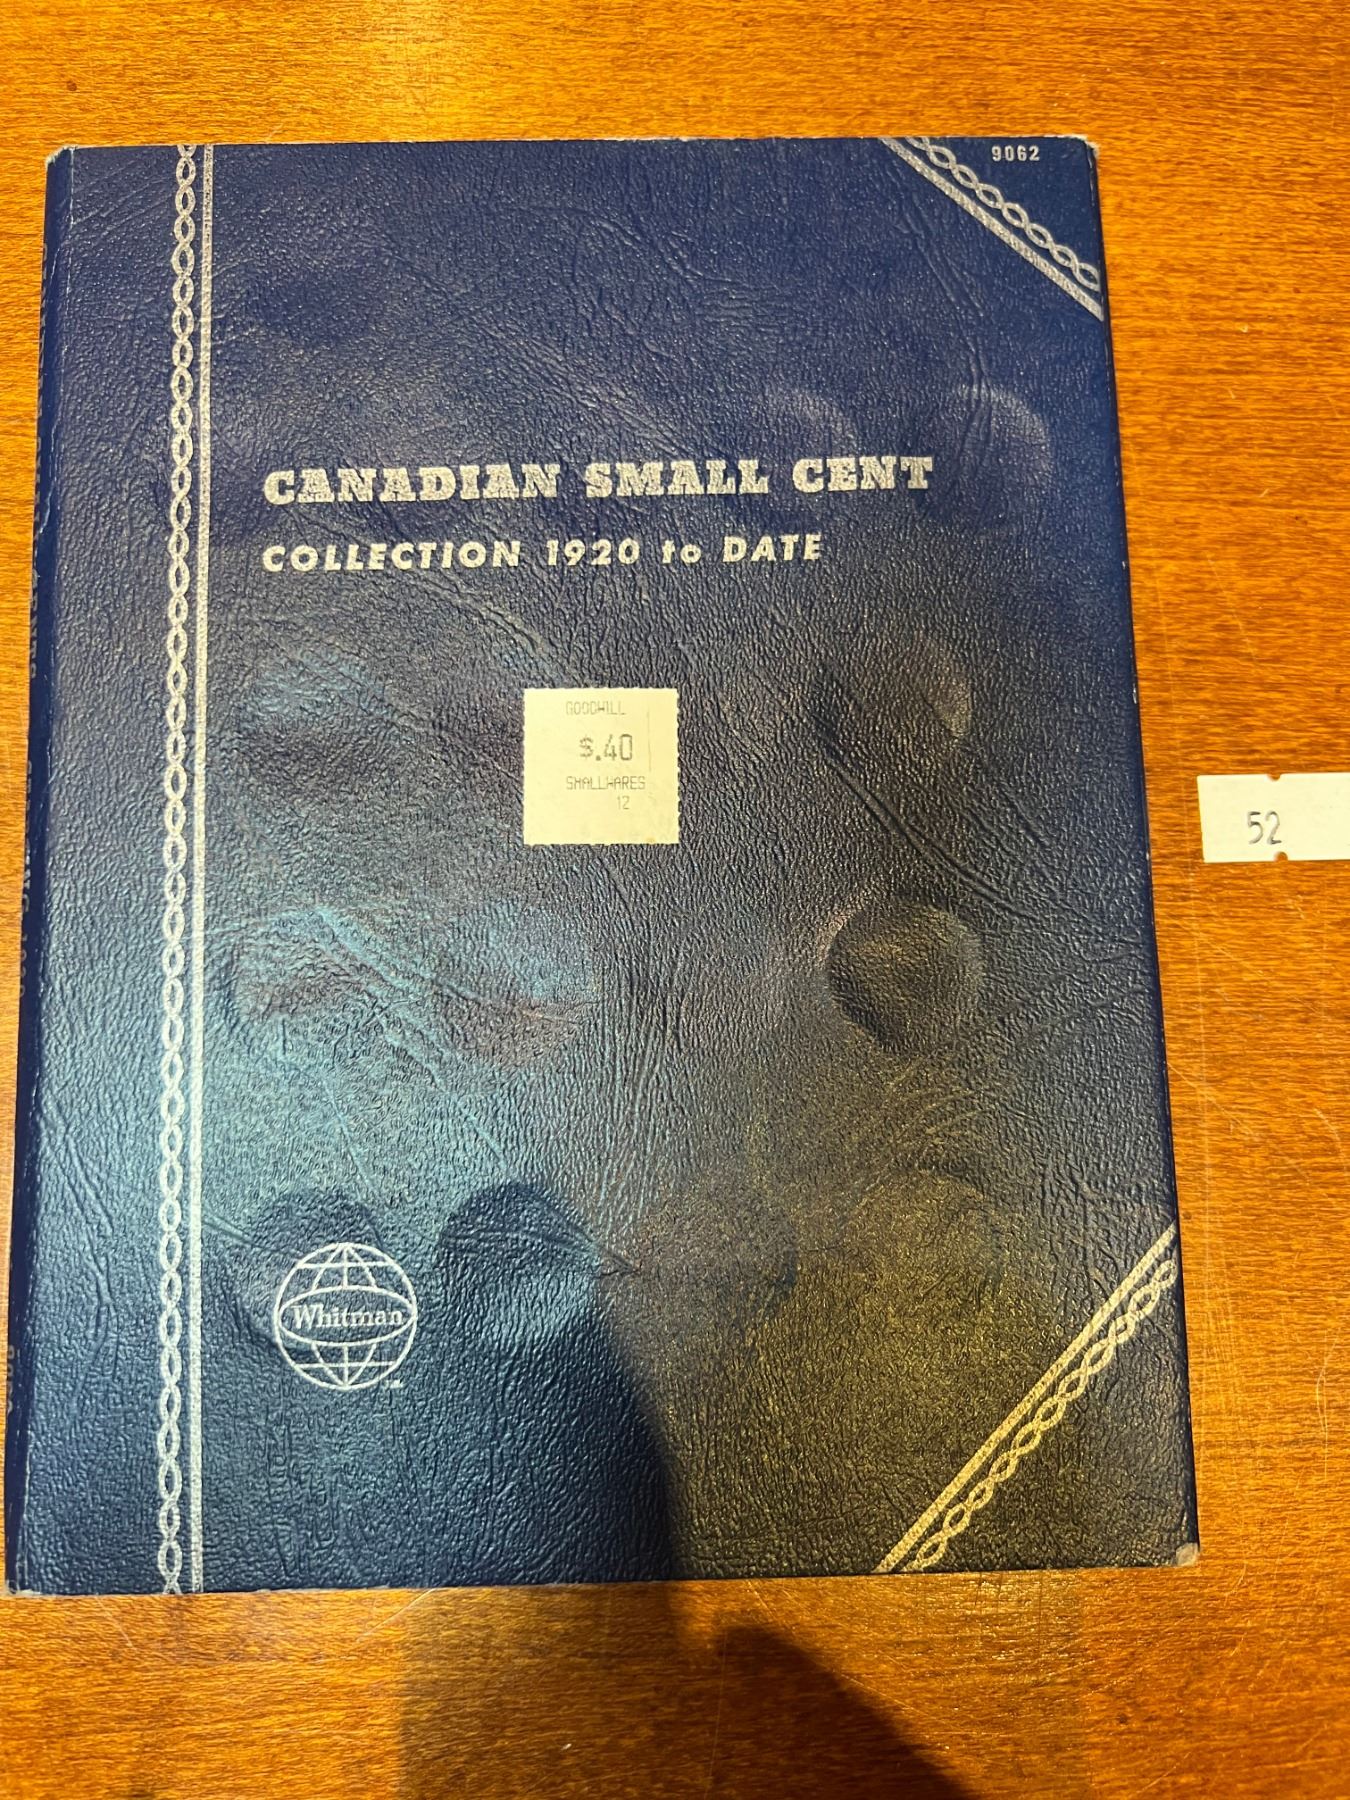 9062
CANADIAN SMALL CENT
COLLECTION 1920 to DATE
GOODWILL
$.40
SMALLWARES
12
52
Whitman